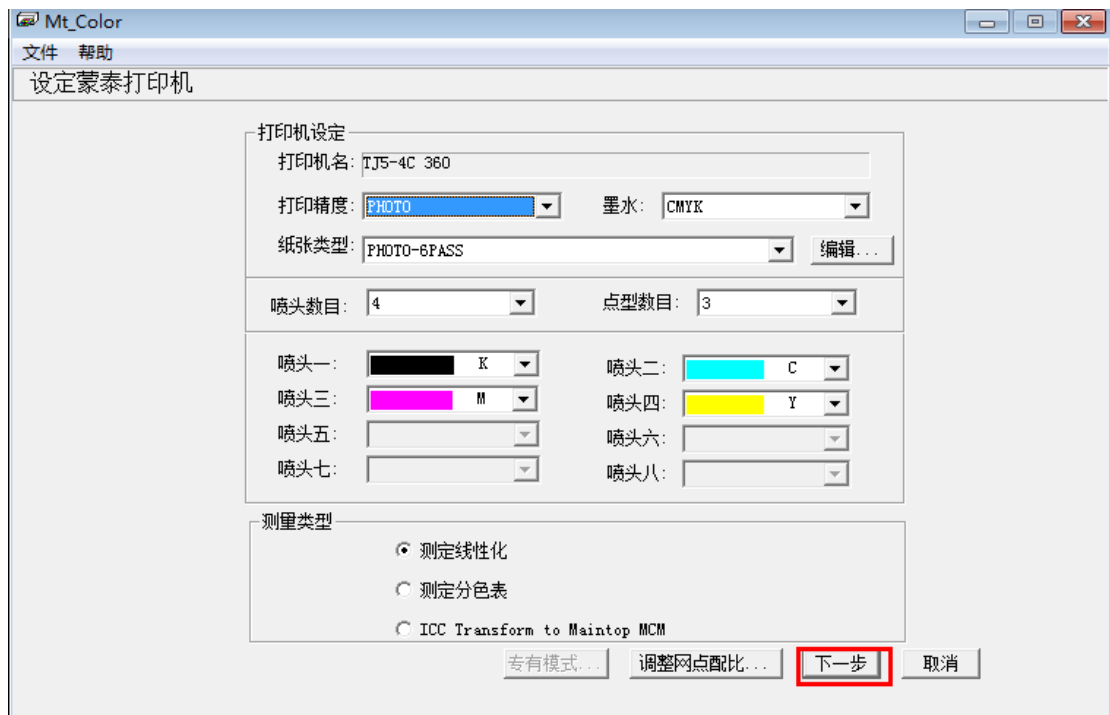 Mt_Color
文件 帮助
设定蒙泰打印机
打印机设定
打印机名: TJ5-4C 360
打印精度: PHOTO 墨水: CMYK
纸张类型: PHOTO-6PASS 编辑...
喷头数目: 4 点型数目: 3
喷头一: K 喷头二: C
喷头三: M 喷头四: Y
喷头五: 喷头六:
喷头七: 喷头八:
测量类型
测定线性化
测定分色表
ICC Transform to Maintop MCM
专有模式... 调整网点配比... 下一步 取消